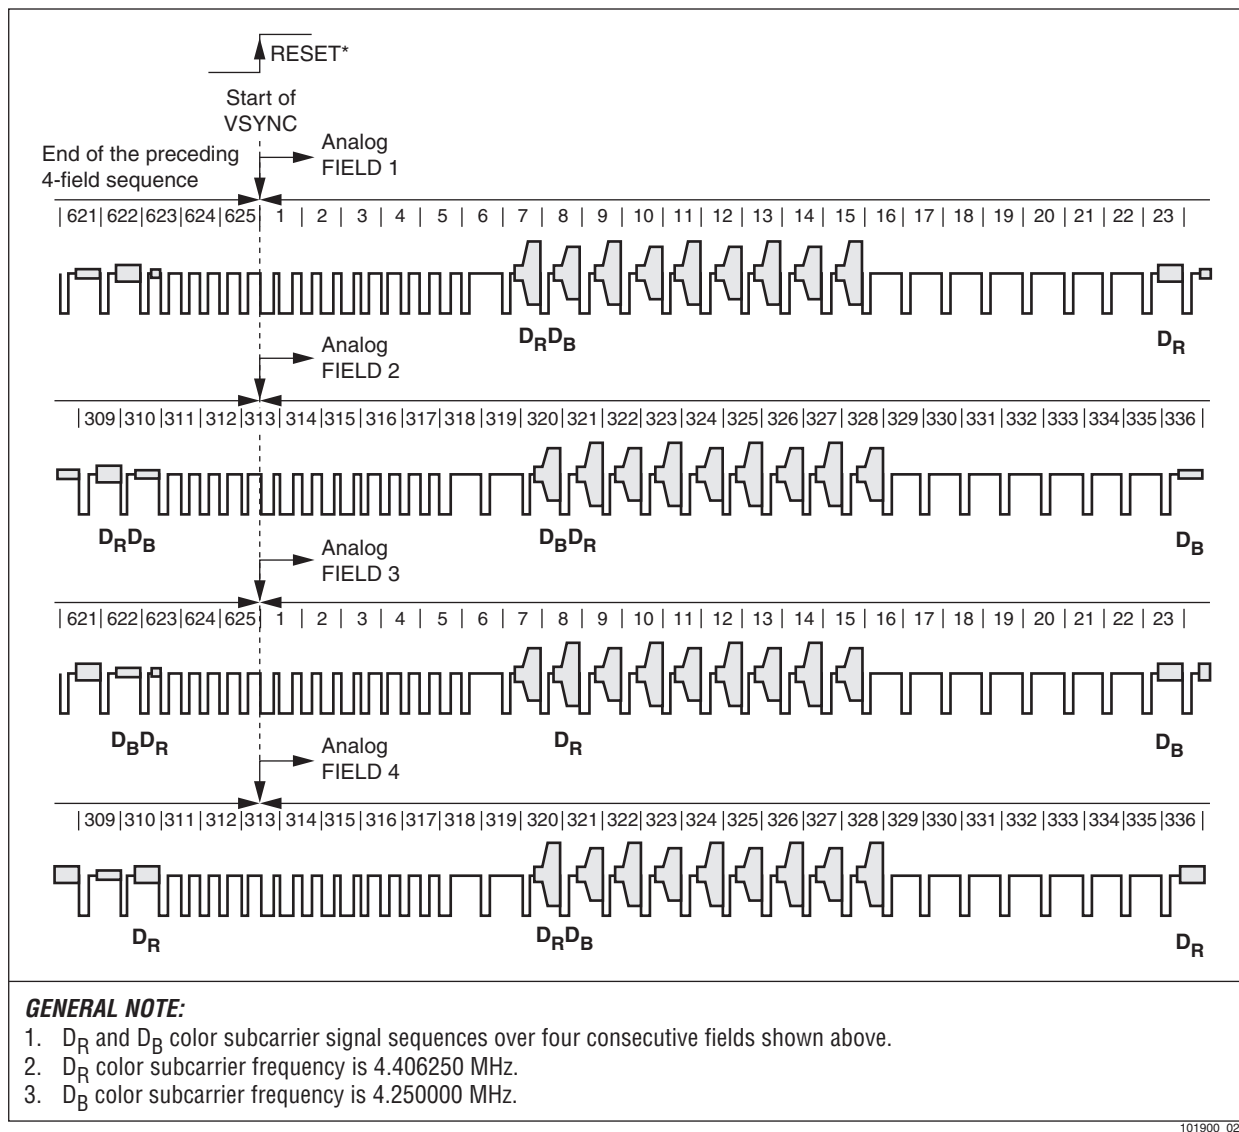 RESET*
Start of
VSYNC
Analog
FIELD 1
End of the preceding
4-field sequence
| 621| 622|623|624|625| 1 | 2 | 3 | 4 | 5 | 6 | 7 | 8 | 9 | 10 | 11 | 12 | 13 | 14 | 15 | 16 | 17 | 18 | 19 | 20 | 21 | 22 | 23 |
DRDB
DR
Analog
FIELD 2
|309|310|311|312|313|314|315|316|317|318|319|320|321|322|323|324|325|326|327|328|329|330|331|332|333|334|335|336|
DRDB
DBDR
DB
Analog
FIELD 3
| 621| 622|623|624|625| 1 | 2 | 3 | 4 | 5 | 6 | 7 | 8 | 9 | 10 | 11 | 12 | 13 | 14 | 15 | 16 | 17 | 18 | 19 | 20 | 21 | 22 | 23 |
DBDR
DR
DB
Analog
FIELD 4
|309|310|311|312|313|314|315|316|317|318|319|320|321|322|323|324|325|326|327|328|329|330|331|332|333|334|335|336|
DR
DRDB
DR
GENERAL NOTE:
1. DR and DB color subcarrier signal sequences over four consecutive fields shown above.
2. DR color subcarrier frequency is 4.406250 MHz.
3. DB color subcarrier frequency is 4.250000 MHz.
101900_02